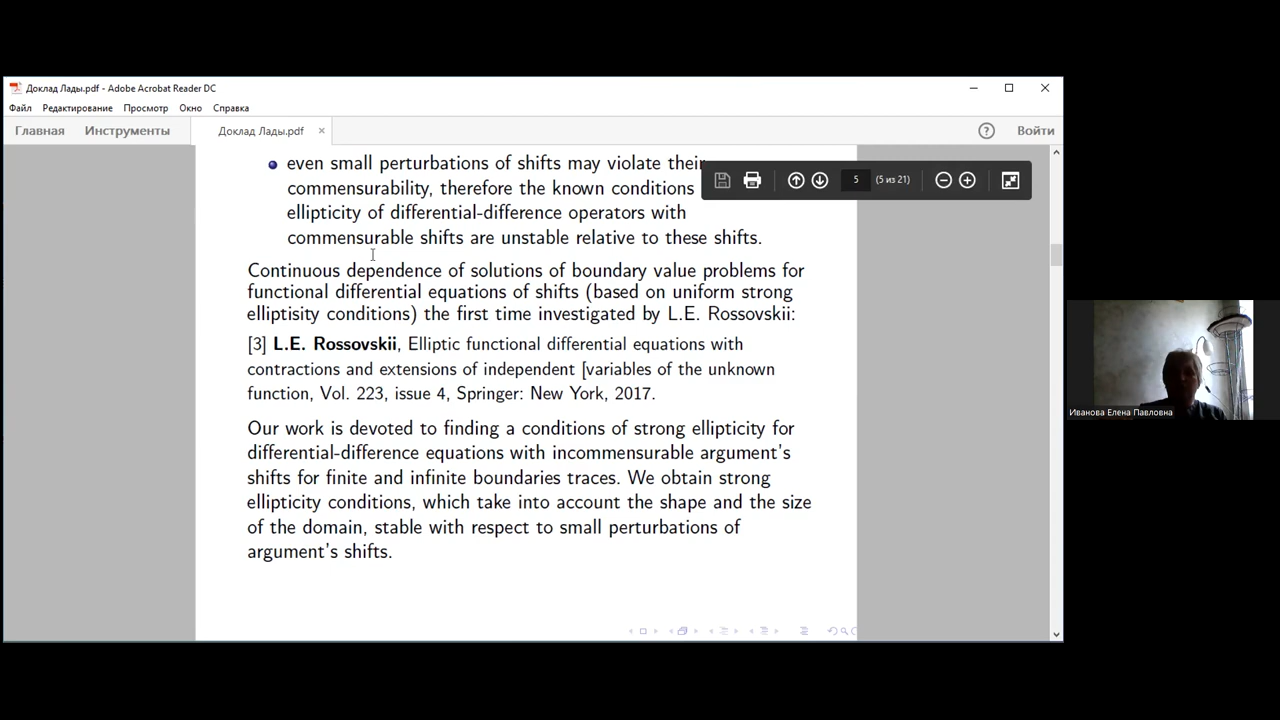 Доклад Лады.pdf - Adobe Acrobat Reader DC
Файл Редактирование Просмотр Окно Справка
Главная Инструменты Доклад Лады.pdf × ? Войти
5 (5 из 21)
even small perturbations of shifts may violate their
commensurability, therefore the known conditions
ellipticity of differential-difference operators with
commensurable shifts are unstable relative to these shifts.
Continuous dependence of solutions of boundary value problems for
functional differential equations of shifts (based on uniform strong
elliptisity conditions) the first time investigated by L.E. Rossovskii:
[3] L.E. Rossovskii, Elliptic functional differential equations with
contractions and extensions of independent [variables of the unknown
function, Vol. 223, issue 4, Springer: New York, 2017.
Our work is devoted to finding a conditions of strong ellipticity for
differential-difference equations with incommensurable argument's
shifts for finite and infinite boundaries traces. We obtain strong
ellipticity conditions, which take into account the shape and the size
of the domain, stable with respect to small perturbations of
argument's shifts.
Иванова Елена Павловна